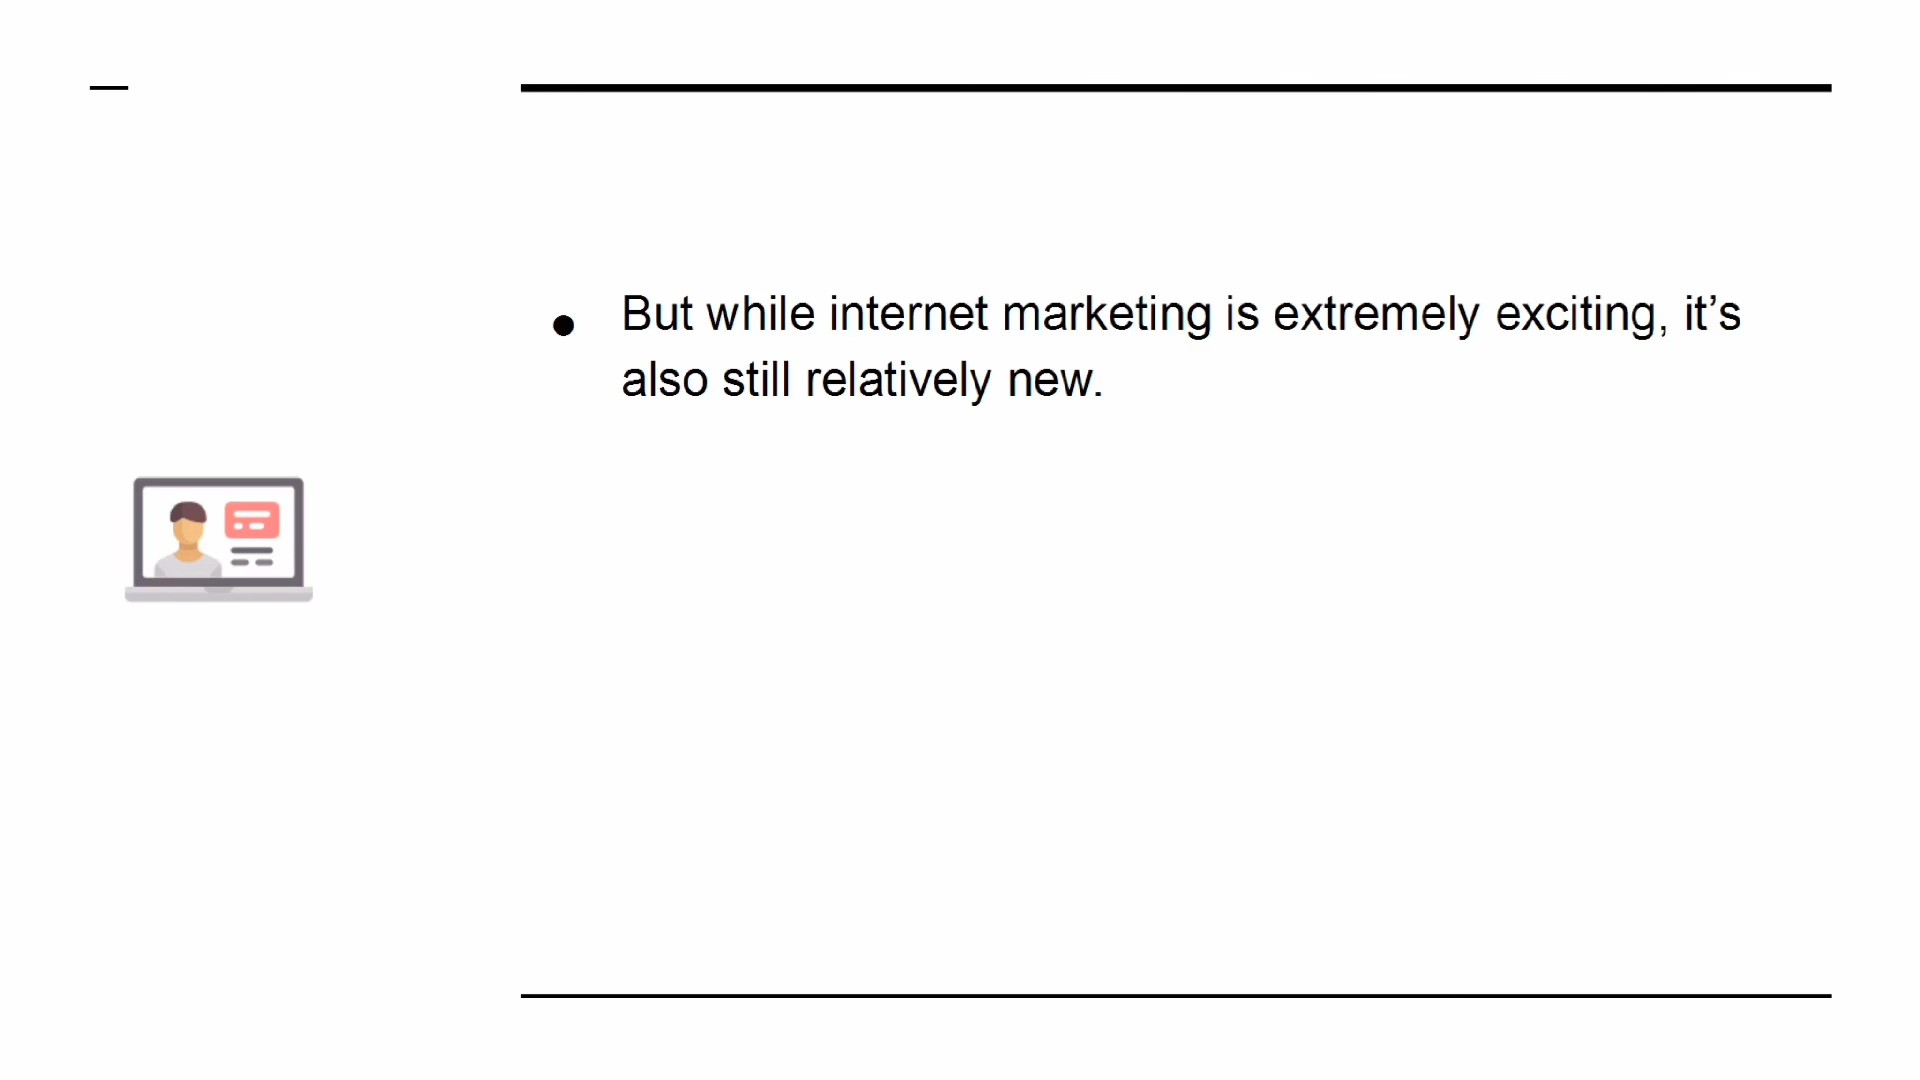 But while internet marketing is extremely exciting, it’s
also still relatively new.